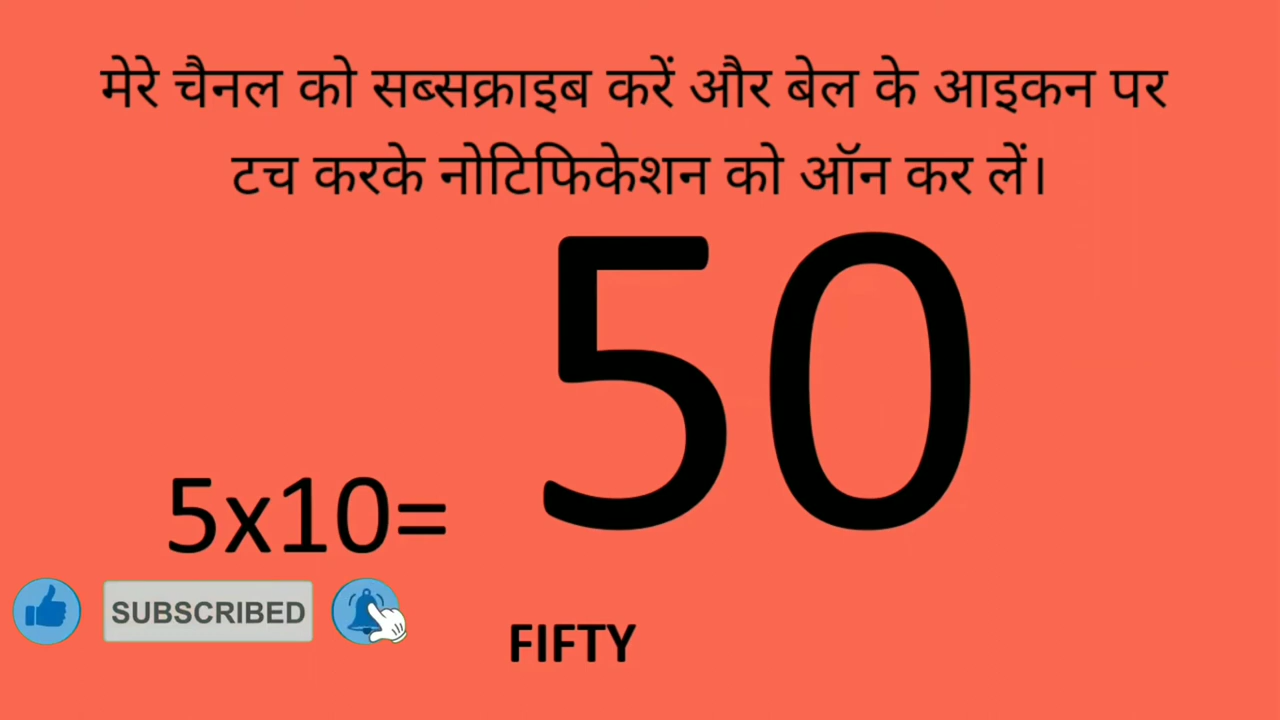 मेरे चैनल को सब्सक्राइब करें और बेल के आइकन पर
टच करके नोटिफिकेशन को ऑन कर लें।
5x10= 50
SUBSCRIBED
FIFTY